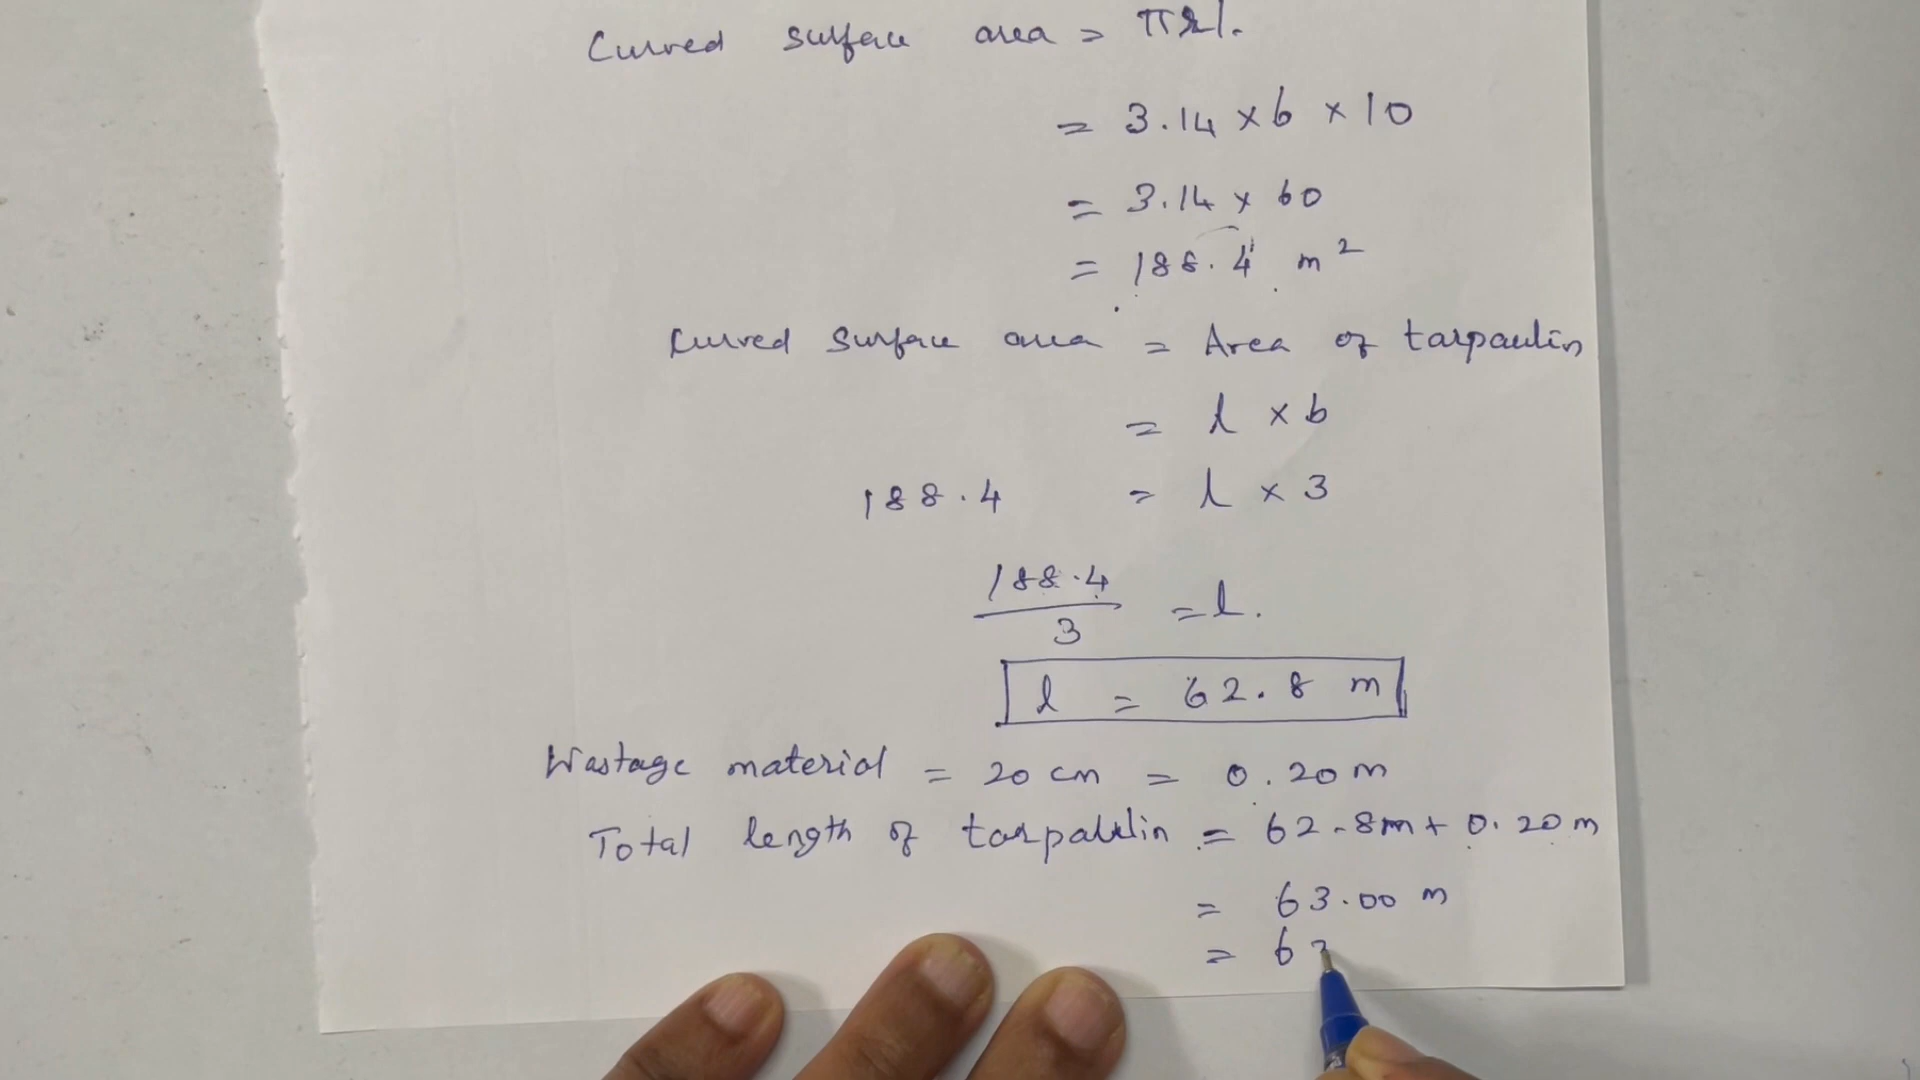 Curved surface area = πrl.
= 3.14 × 6 × 10
= 3.14 × 60
= 188.4 m²
Curved surface area = Area of tarpaulin
= l × b
188.4 = l × 3
188.4/3 = l.
l = 62.8 m
Wastage material = 20 cm = 0.20 m
Total length of tarpaulin = 62.8m + 0.20 m
= 63.00 m
= 63